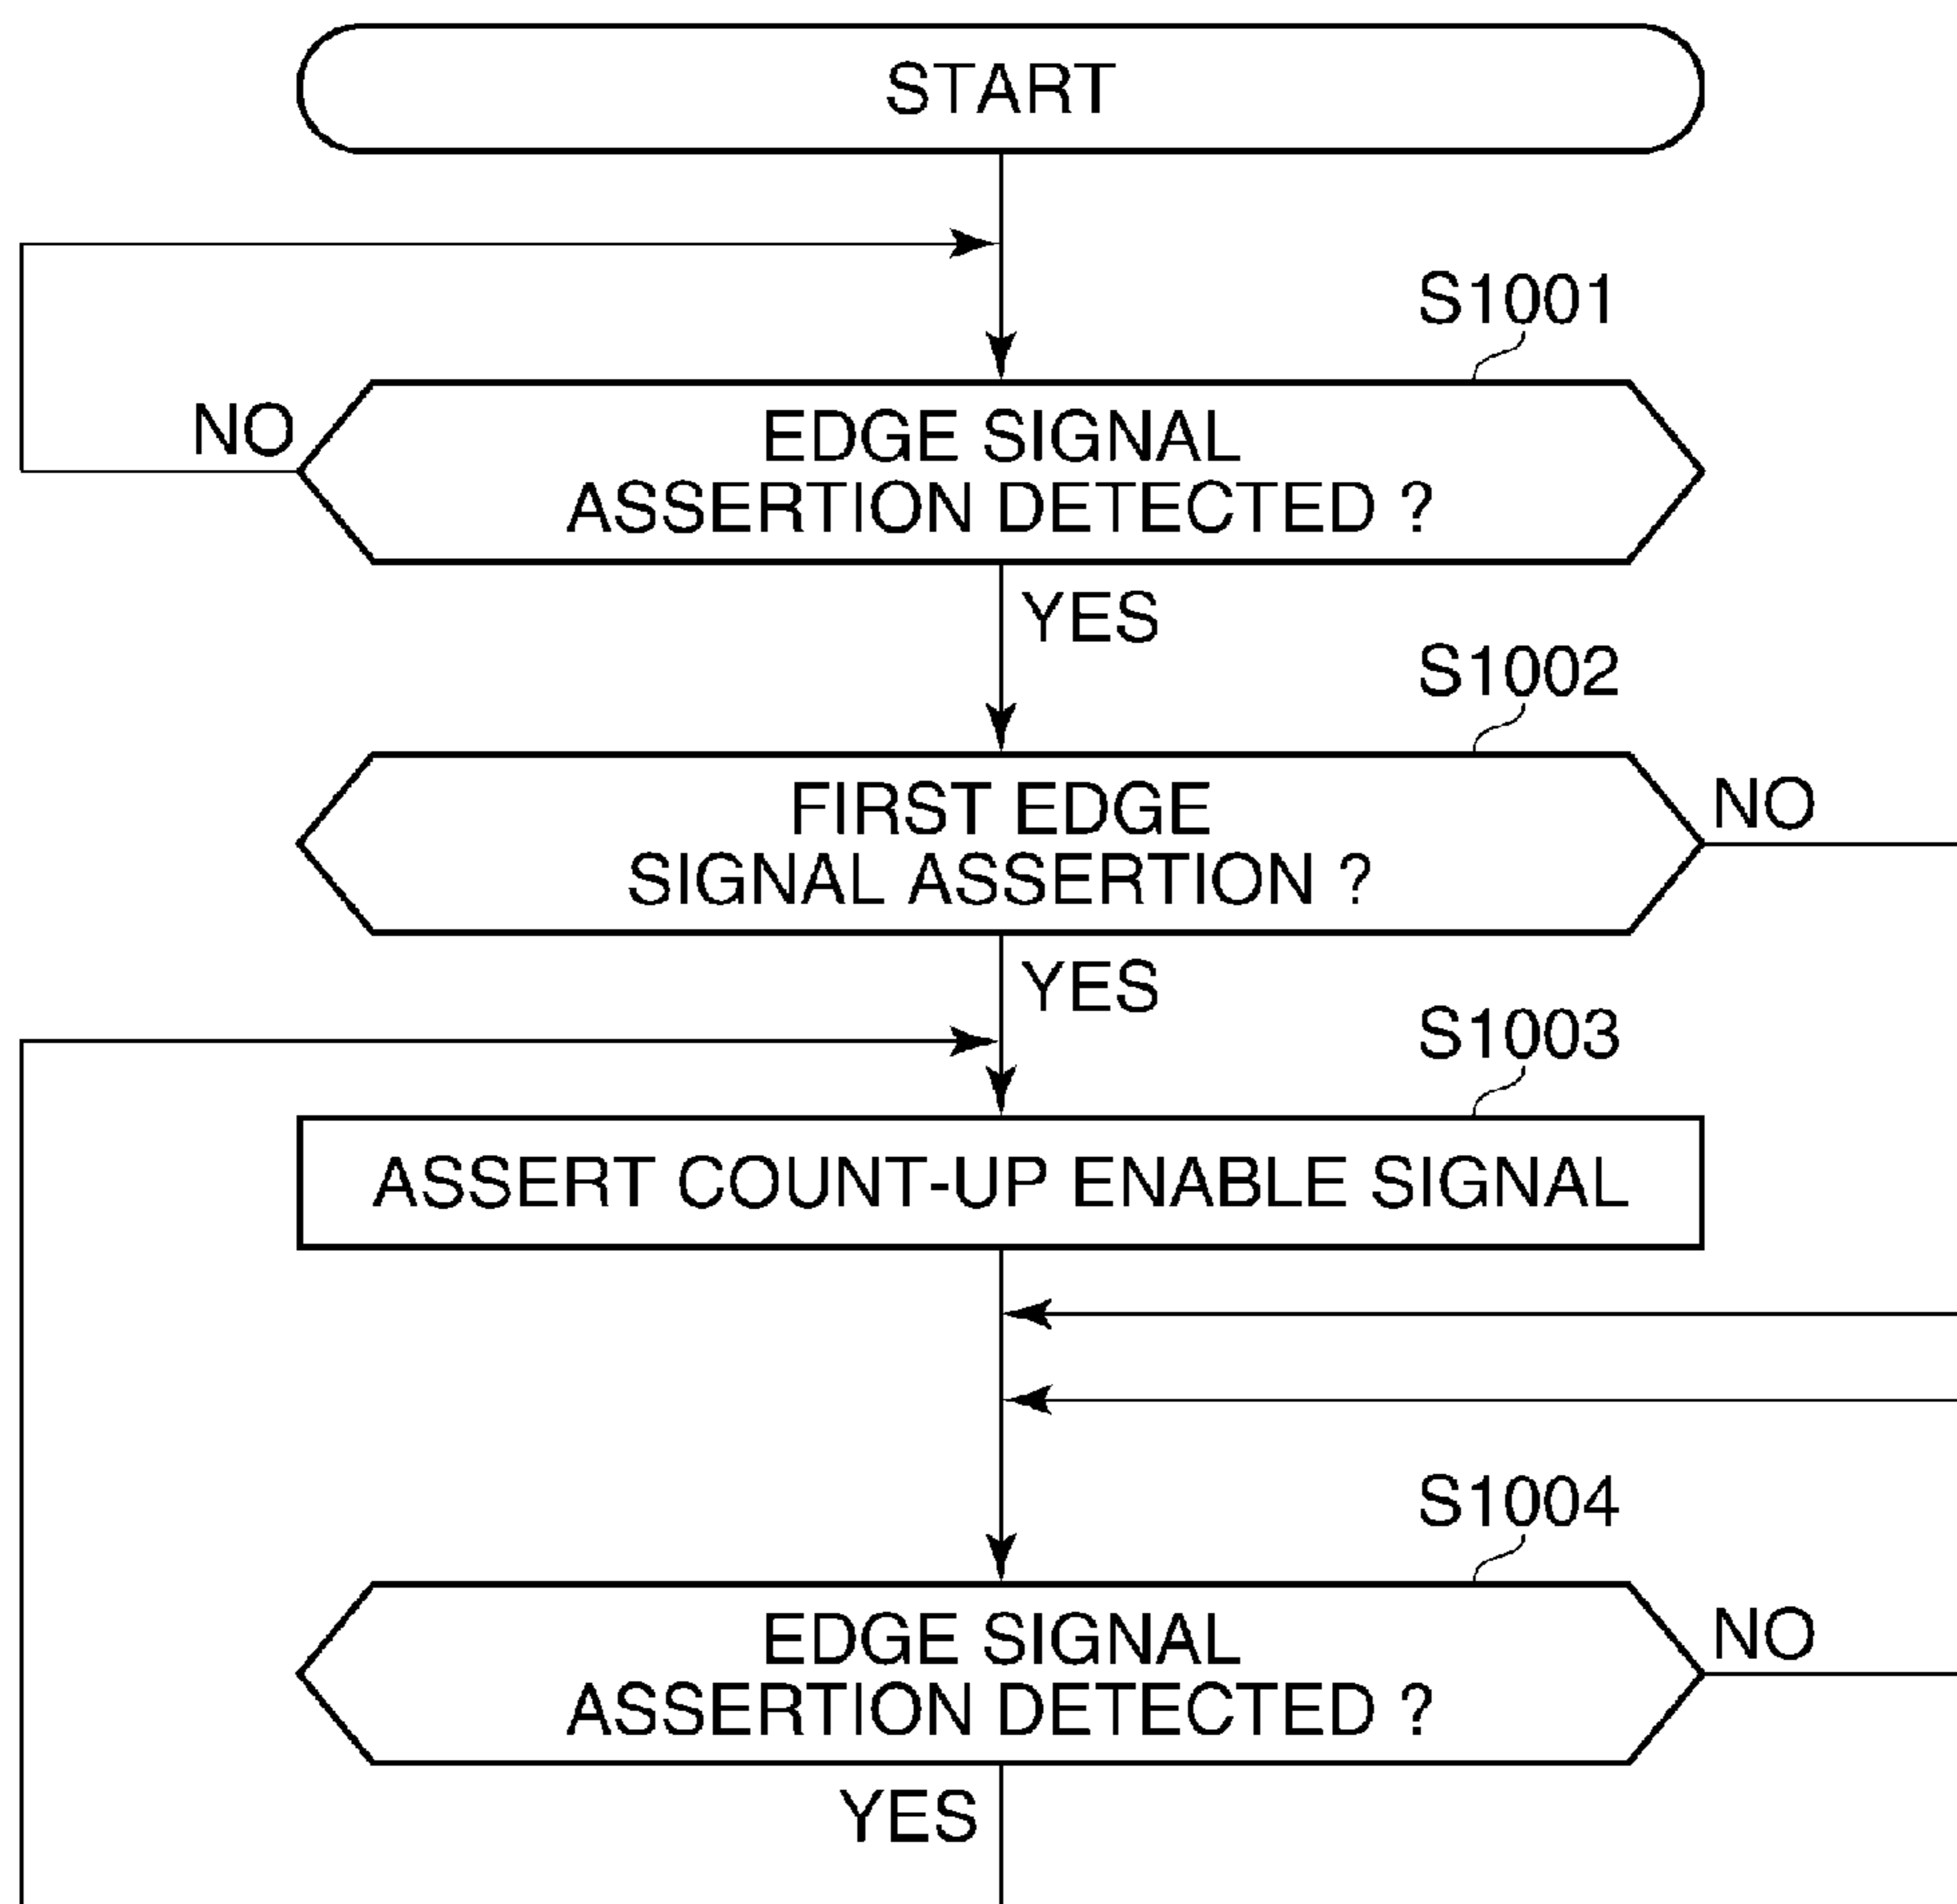 START
S1001
NO
EDGE SIGNAL
ASSERTION DETECTED ?
YES
S1002
FIRST EDGE
SIGNAL ASSERTION ?
NO
YES
S1003
ASSERT COUNT-UP ENABLE SIGNAL
S1004
EDGE SIGNAL
ASSERTION DETECTED ?
NO
YES